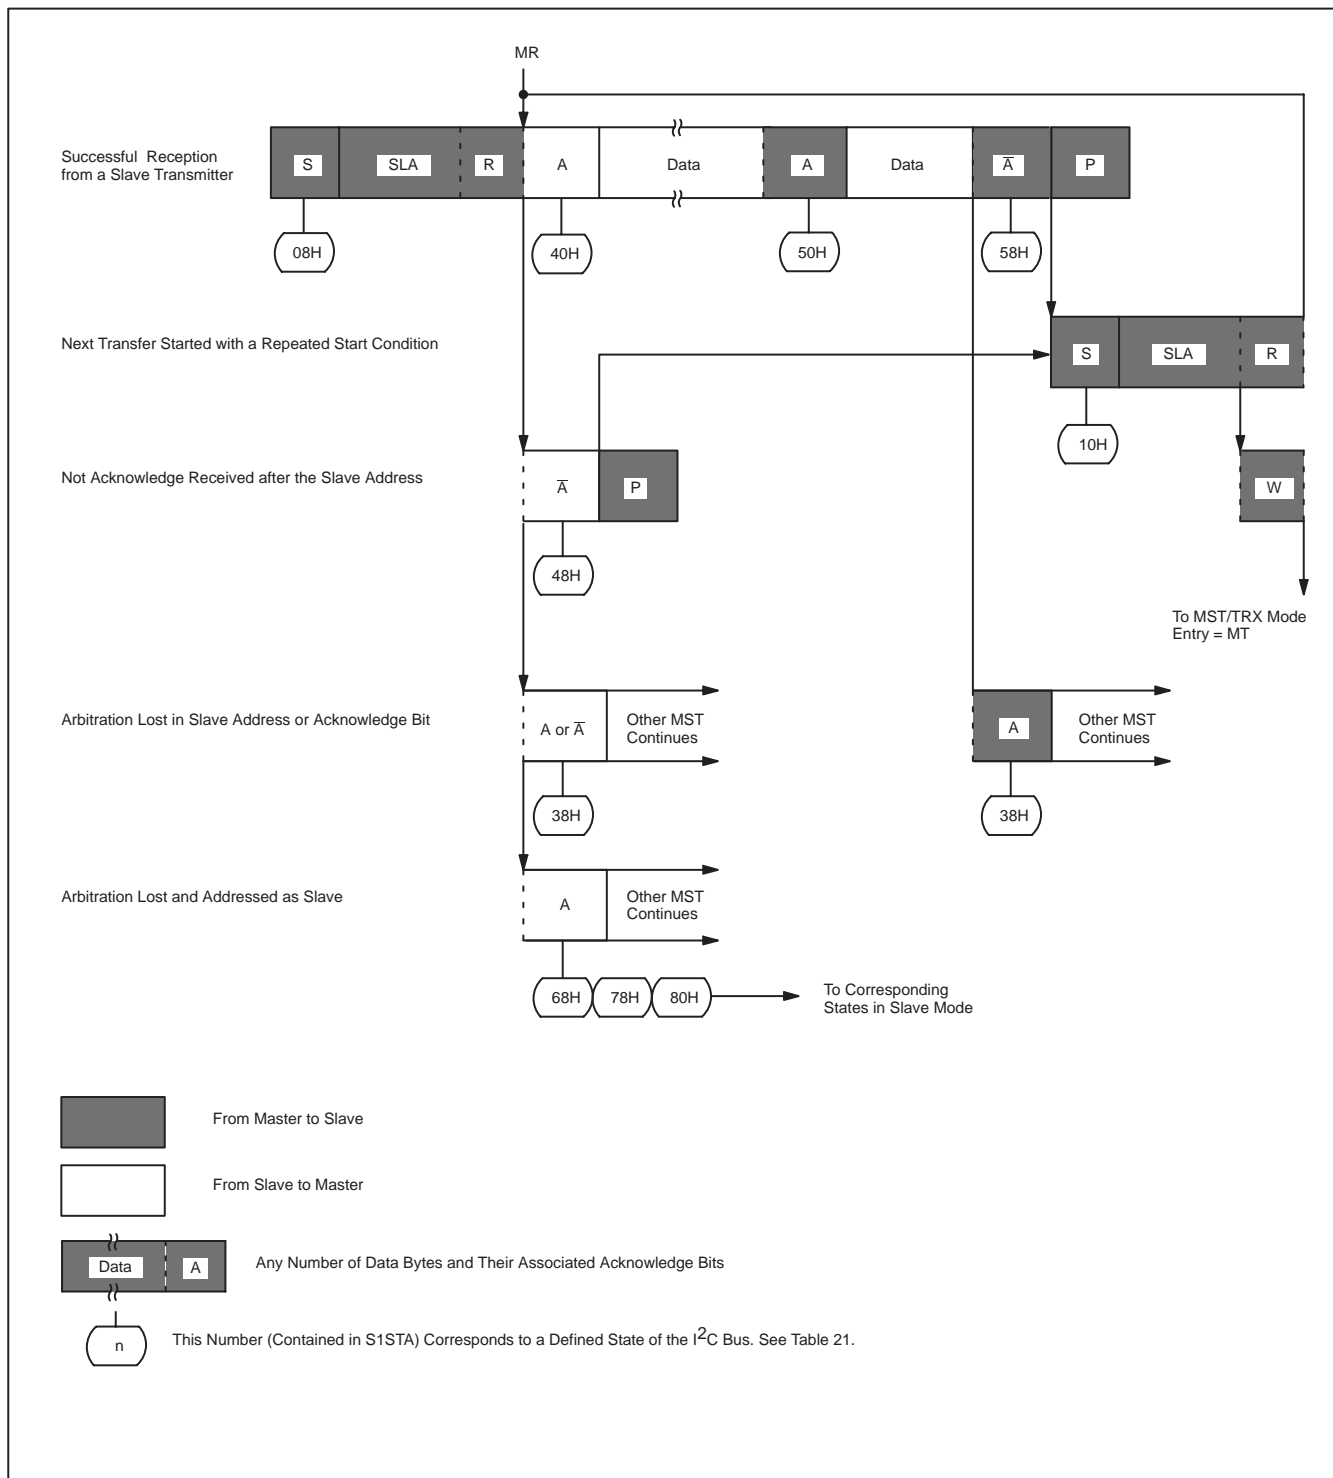 MR
Successful Reception
from a Slave Transmitter
S SLA R A Data A Data A̅ P
08H 40H 50H 58H
Next Transfer Started with a Repeated Start Condition
S SLA R
10H
Not Acknowledge Received after the Slave Address
A̅ P W
48H
To MST/TRX Mode
Entry = MT
Arbitration Lost in Slave Address or Acknowledge Bit
A or A̅
Other MST
Continues
A
Other MST
Continues
38H 38H
Arbitration Lost and Addressed as Slave
A
Other MST
Continues
68H 78H 80H
To Corresponding
States in Slave Mode
From Master to Slave
From Slave to Master
Data A
Any Number of Data Bytes and Their Associated Acknowledge Bits
n
This Number (Contained in S1STA) Corresponds to a Defined State of the I²C Bus. See Table 21.